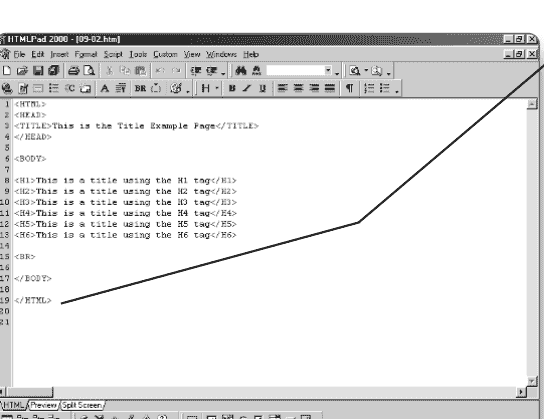 HTMLPad 2000 - [09-02.htm]
File Edit Insert Format Script Tools Custom View Windows Help
BR H B I U ¶
1 <HTML>
2 <HEAD>
3 <TITLE>This is the Title Example Page</TITLE>
4 </HEAD>
5
6 <BODY>
7
8 <H1>This is a title using the H1 tag</H1>
9 <H2>This is a title using the H2 tag</H2>
10 <H3>This is a title using the H3 tag</H3>
11 <H4>This is a title using the H4 tag</H4>
12 <H5>This is a title using the H5 tag</H5>
13 <H6>This is a title using the H6 tag</H6>
14
15 <BR>
16
17 </BODY>
18
19 </HTML>
20
21
HTML Preview Split Screen